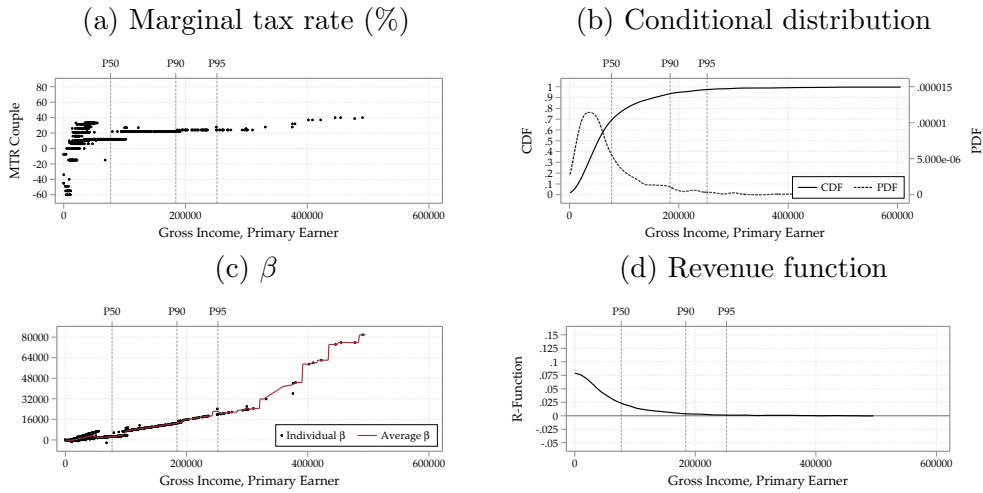 (a) Marginal tax rate (%)
P50 P90 P95
80
60
40
20
0
-20
-40
-60
MTR Couple
0 200000 400000 600000
Gross Income, Primary Earner
(b) Conditional distribution
P50 P90 P95
1
.9
.8
.7
.6
.5
.4
.3
.2
.1
0
CDF
.000015
.00001
5.000e-06
0
PDF
CDF PDF
0 200000 400000 600000
Gross Income, Primary Earner
(c) β
P50 P90 P95
80000
64000
48000
32000
16000
0
Individual β Average β
0 200000 400000 600000
Gross Income, Primary Earner
(d) Revenue function
P50 P90 P95
.15
.125
.1
.075
.05
.025
0
-.025
-.05
R-Function
0 200000 400000 600000
Gross Income, Primary Earner